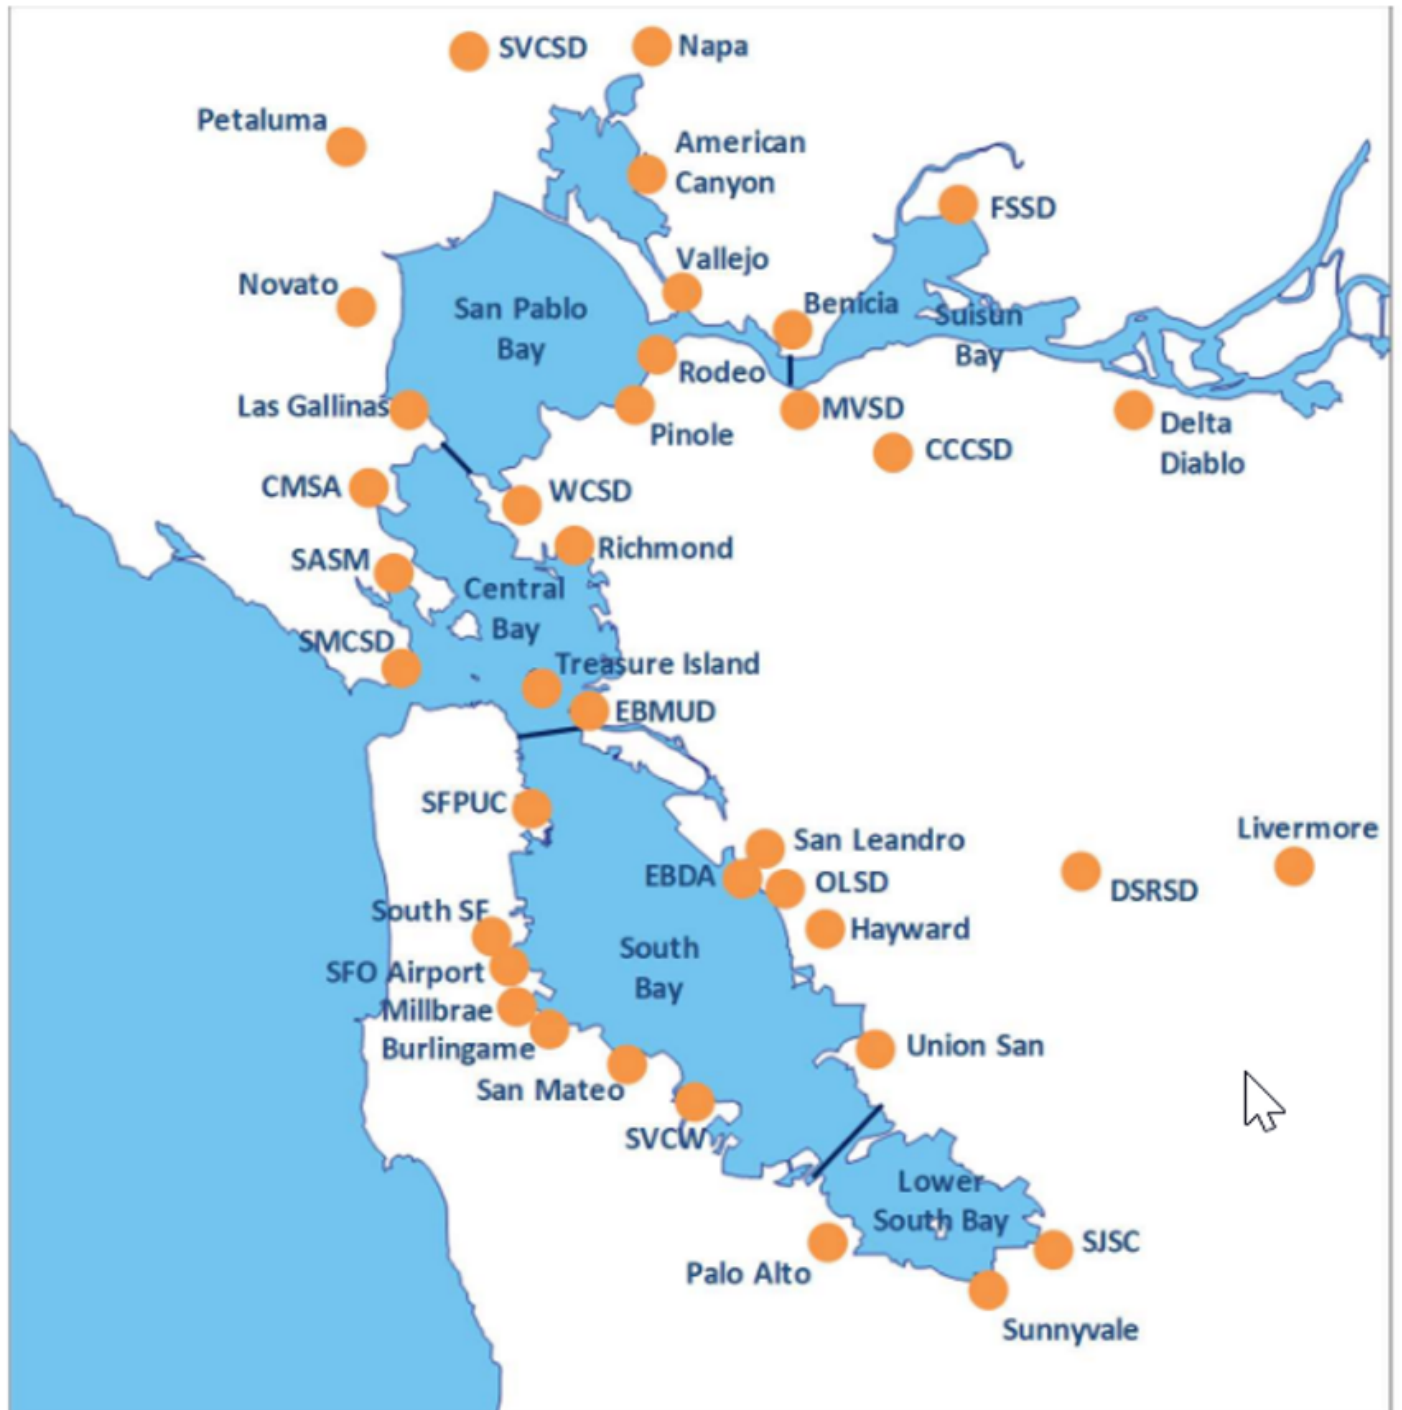 SVCSD
Napa
Petaluma
American
Canyon
FSSD
Vallejo
Novato
Benicia
San Pablo
Bay
Suisun
Bay
Rodeo
Las Gallinas
MVSD
Pinole
Delta
Diablo
CCCSD
CMSA
WCSD
Richmond
SASM
Central
Bay
SMCSD
Treasure Island
EBMUD
SFPUC
San Leandro
Livermore
EBDA
OLSD
DSRSD
South SF
Hayward
South
Bay
SFO Airport
Millbrae
Burlingame
Union San
San Mateo
SVCW
Lower
South Bay
SJSC
Palo Alto
Sunnyvale